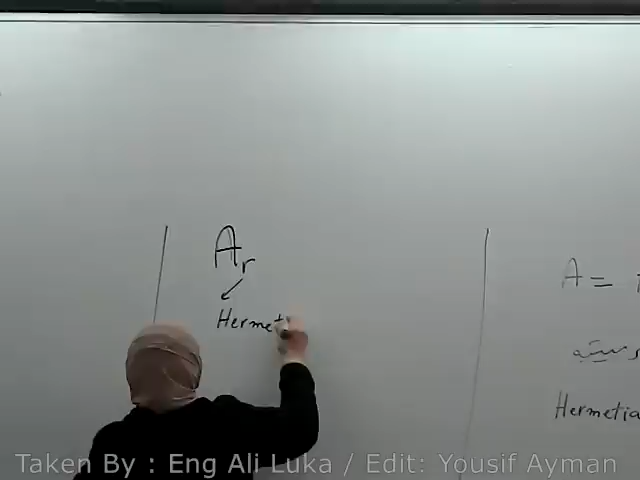 Ar
Hermet
A =
Hermetia
Taken By : Eng Ali Luka / Edit: Yousif Ayman